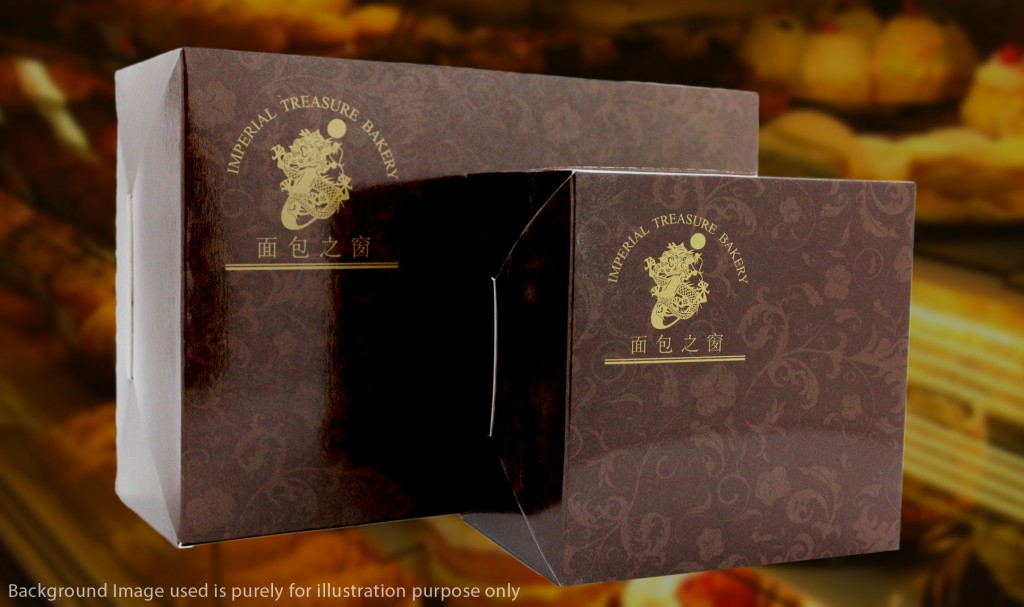 IMPERIAL TREASURE BAKERY
面包之窗
IMPERIAL TREASURE BAKERY
面包之窗
Background Image used is purely for illustration purpose only